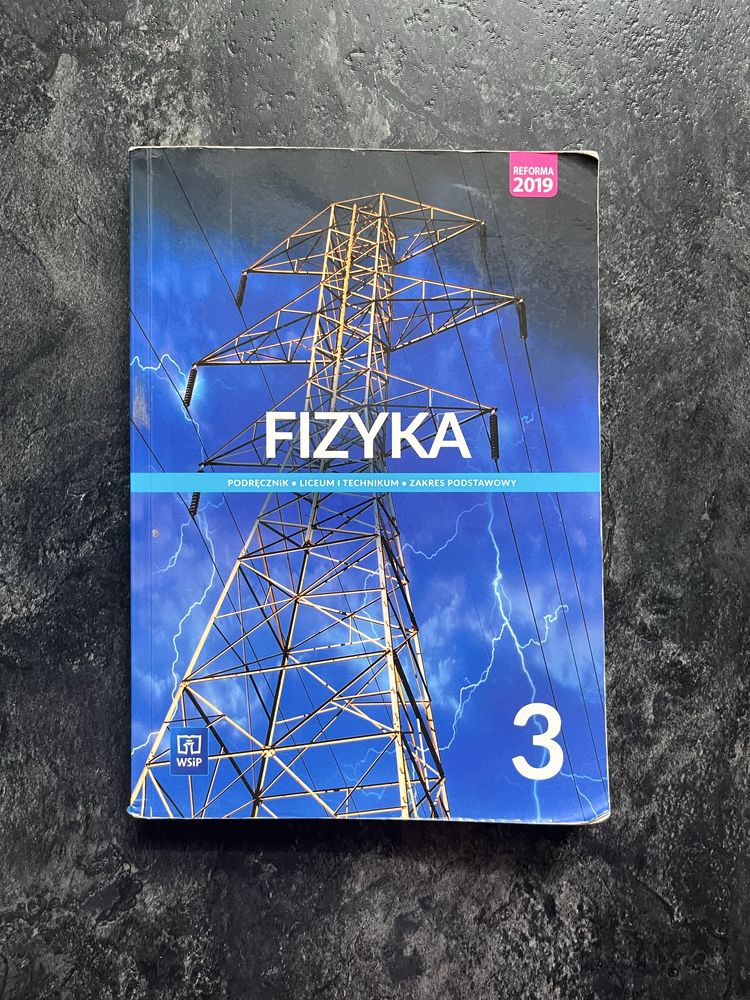 REFORMA
2019
FIZYKA
PODRĘCZNIK • LICEUM I TECHNIKUM • ZAKRES PODSTAWOWY
3
WSiP